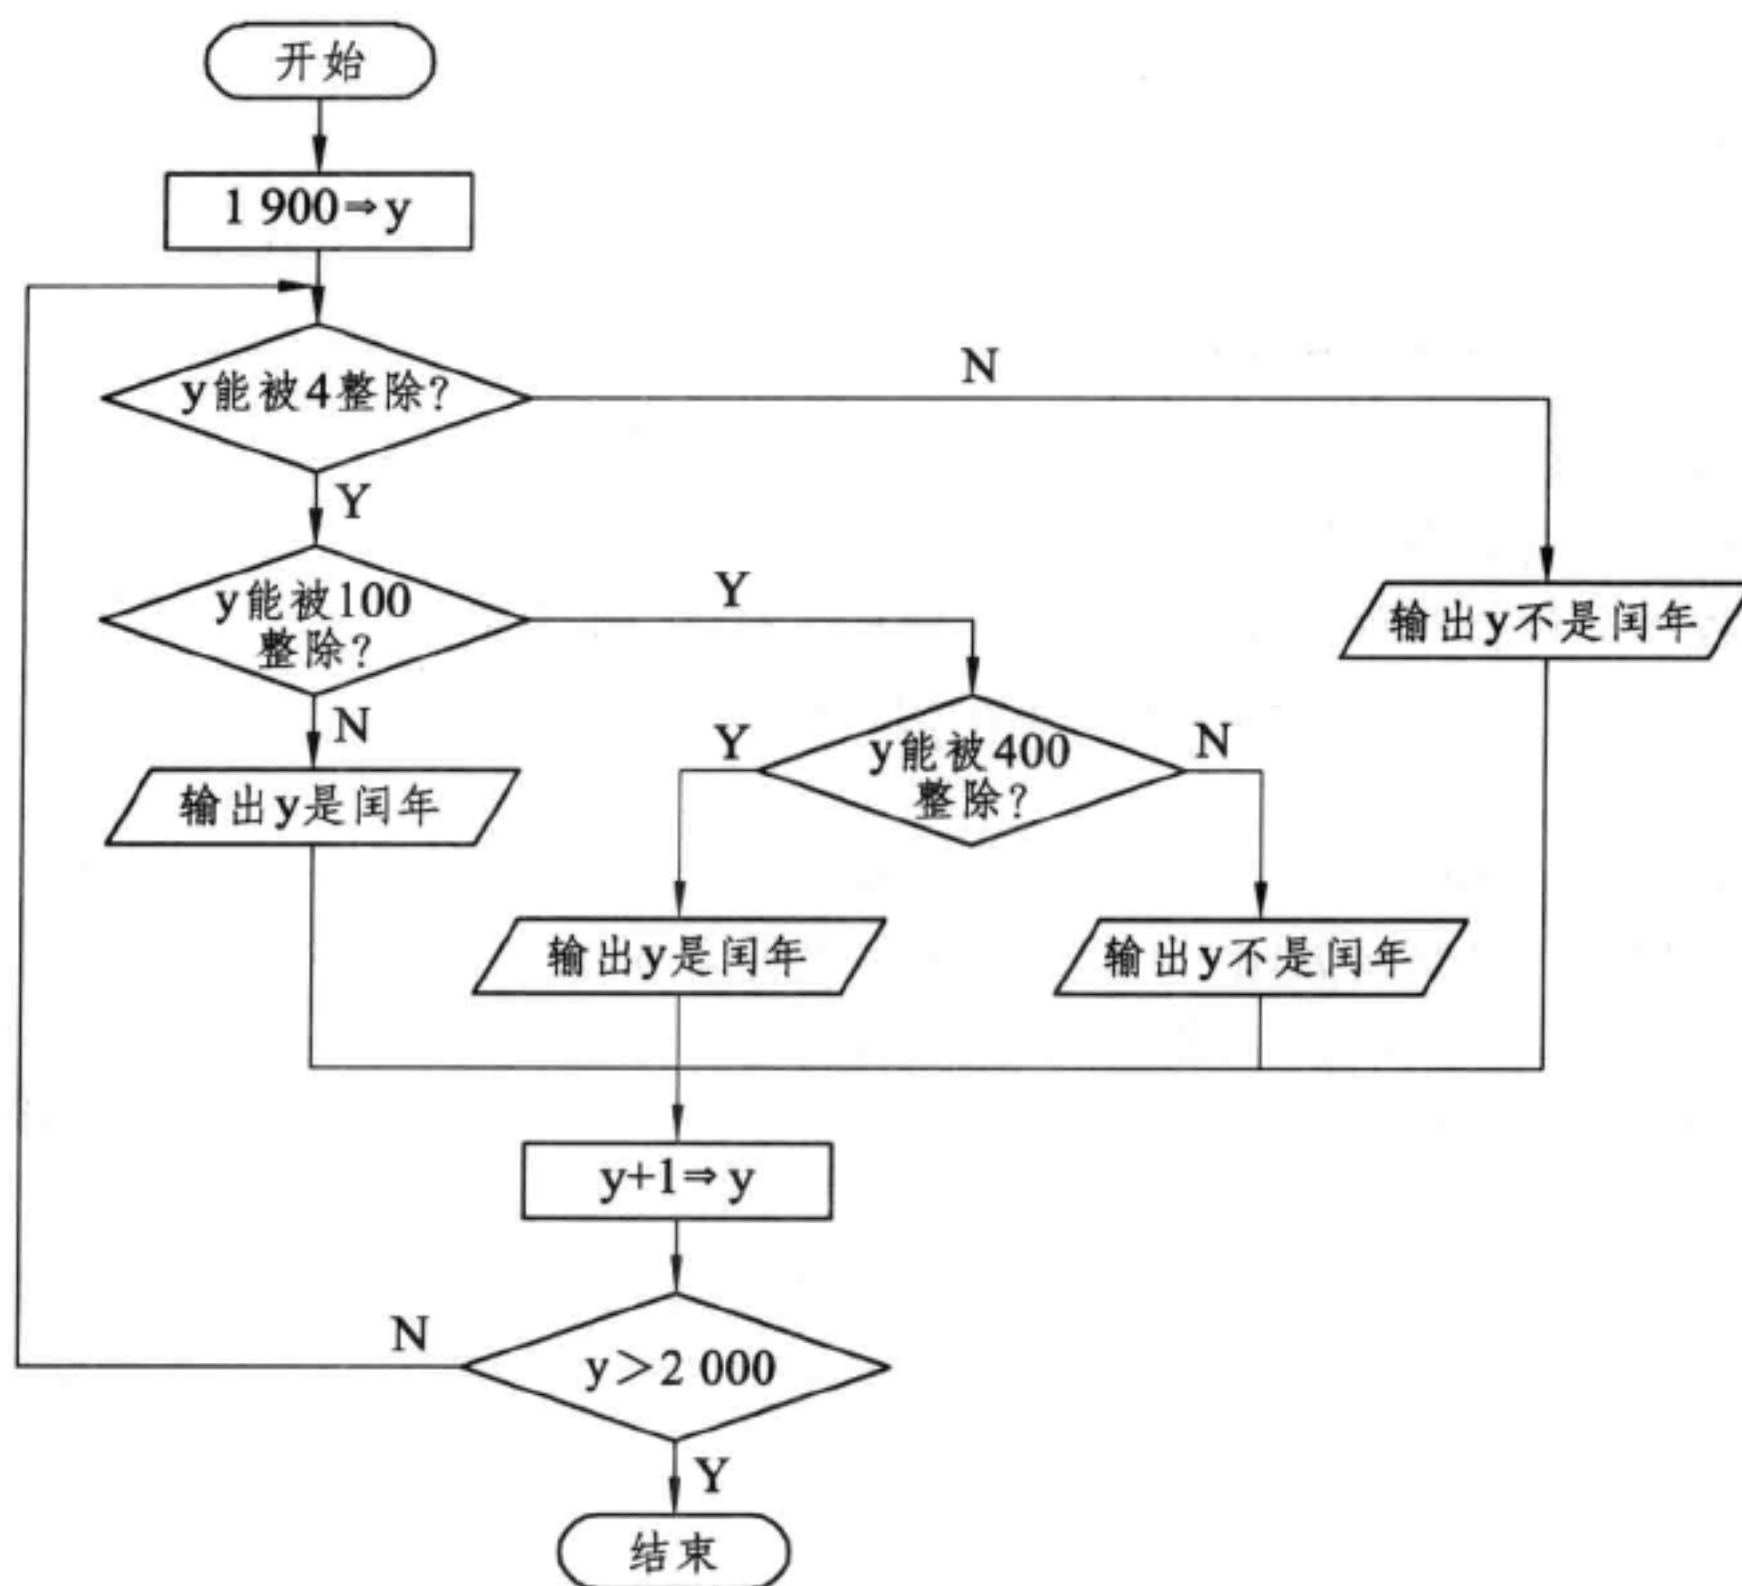 开始
1 900⇒y
y能被4整除?
N
Y
y能被100
整除?
Y
输出y不是闰年
N
Y
y能被400
整除?
N
输出y是闰年
输出y是闰年
输出y不是闰年
y+1⇒y
N
y>2 000
Y
结束